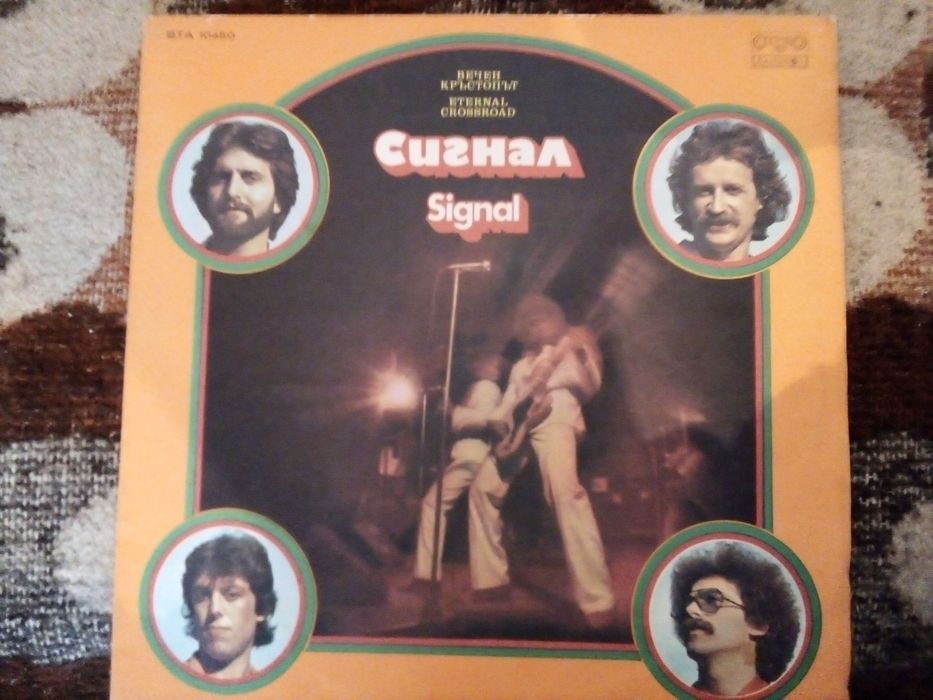 ВТА 10480
ВЕЧЕН
КРЪСТОПЪТ
ETERNAL
CROSSROAD
Сигнал
Signal